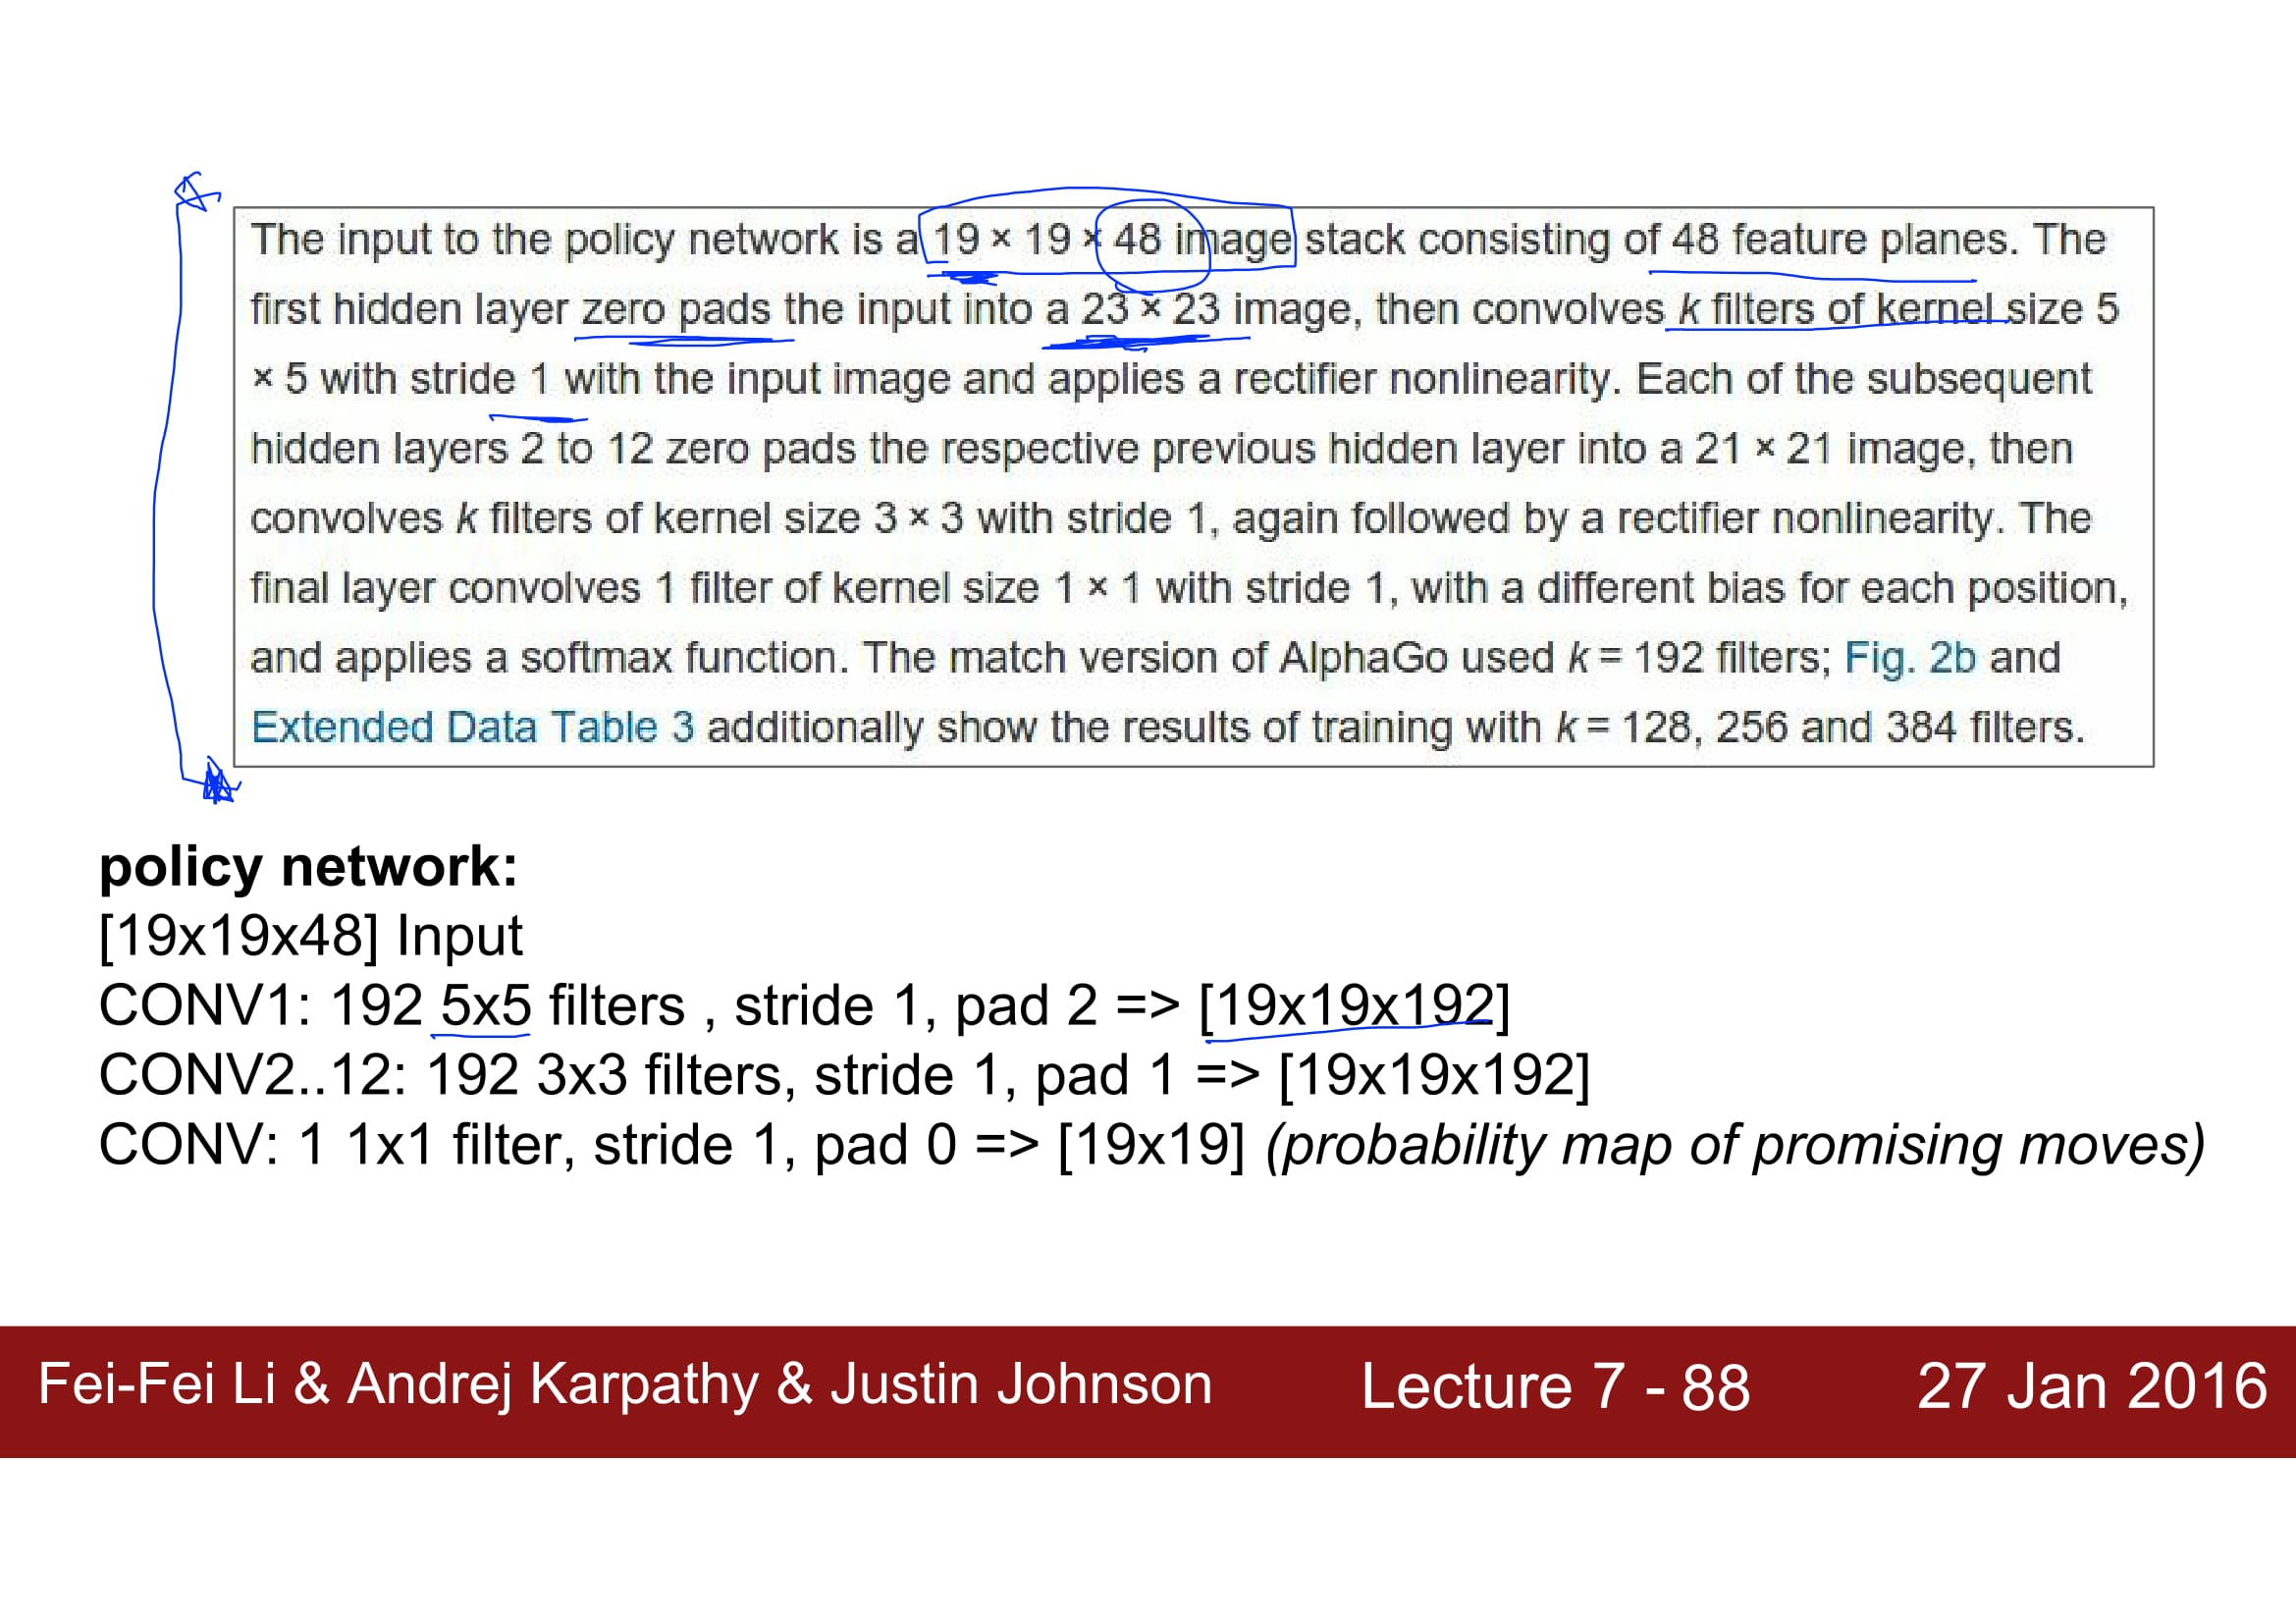 The input to the policy network is a 19 × 19 × 48 image stack consisting of 48 feature planes. The
first hidden layer zero pads the input into a 23 × 23 image, then convolves k filters of kernel size 5
× 5 with stride 1 with the input image and applies a rectifier nonlinearity. Each of the subsequent
hidden layers 2 to 12 zero pads the respective previous hidden layer into a 21 × 21 image, then
convolves k filters of kernel size 3 × 3 with stride 1, again followed by a rectifier nonlinearity. The
final layer convolves 1 filter of kernel size 1 × 1 with stride 1, with a different bias for each position,
and applies a softmax function. The match version of AlphaGo used k = 192 filters; Fig. 2b and
Extended Data Table 3 additionally show the results of training with k = 128, 256 and 384 filters.
policy network:
[19x19x48] Input
CONV1: 192 5x5 filters , stride 1, pad 2 => [19x19x192]
CONV2..12: 192 3x3 filters, stride 1, pad 1 => [19x19x192]
CONV: 1 1x1 filter, stride 1, pad 0 => [19x19] (probability map of promising moves)
Fei-Fei Li & Andrej Karpathy & Justin Johnson Lecture 7 - 88 27 Jan 2016